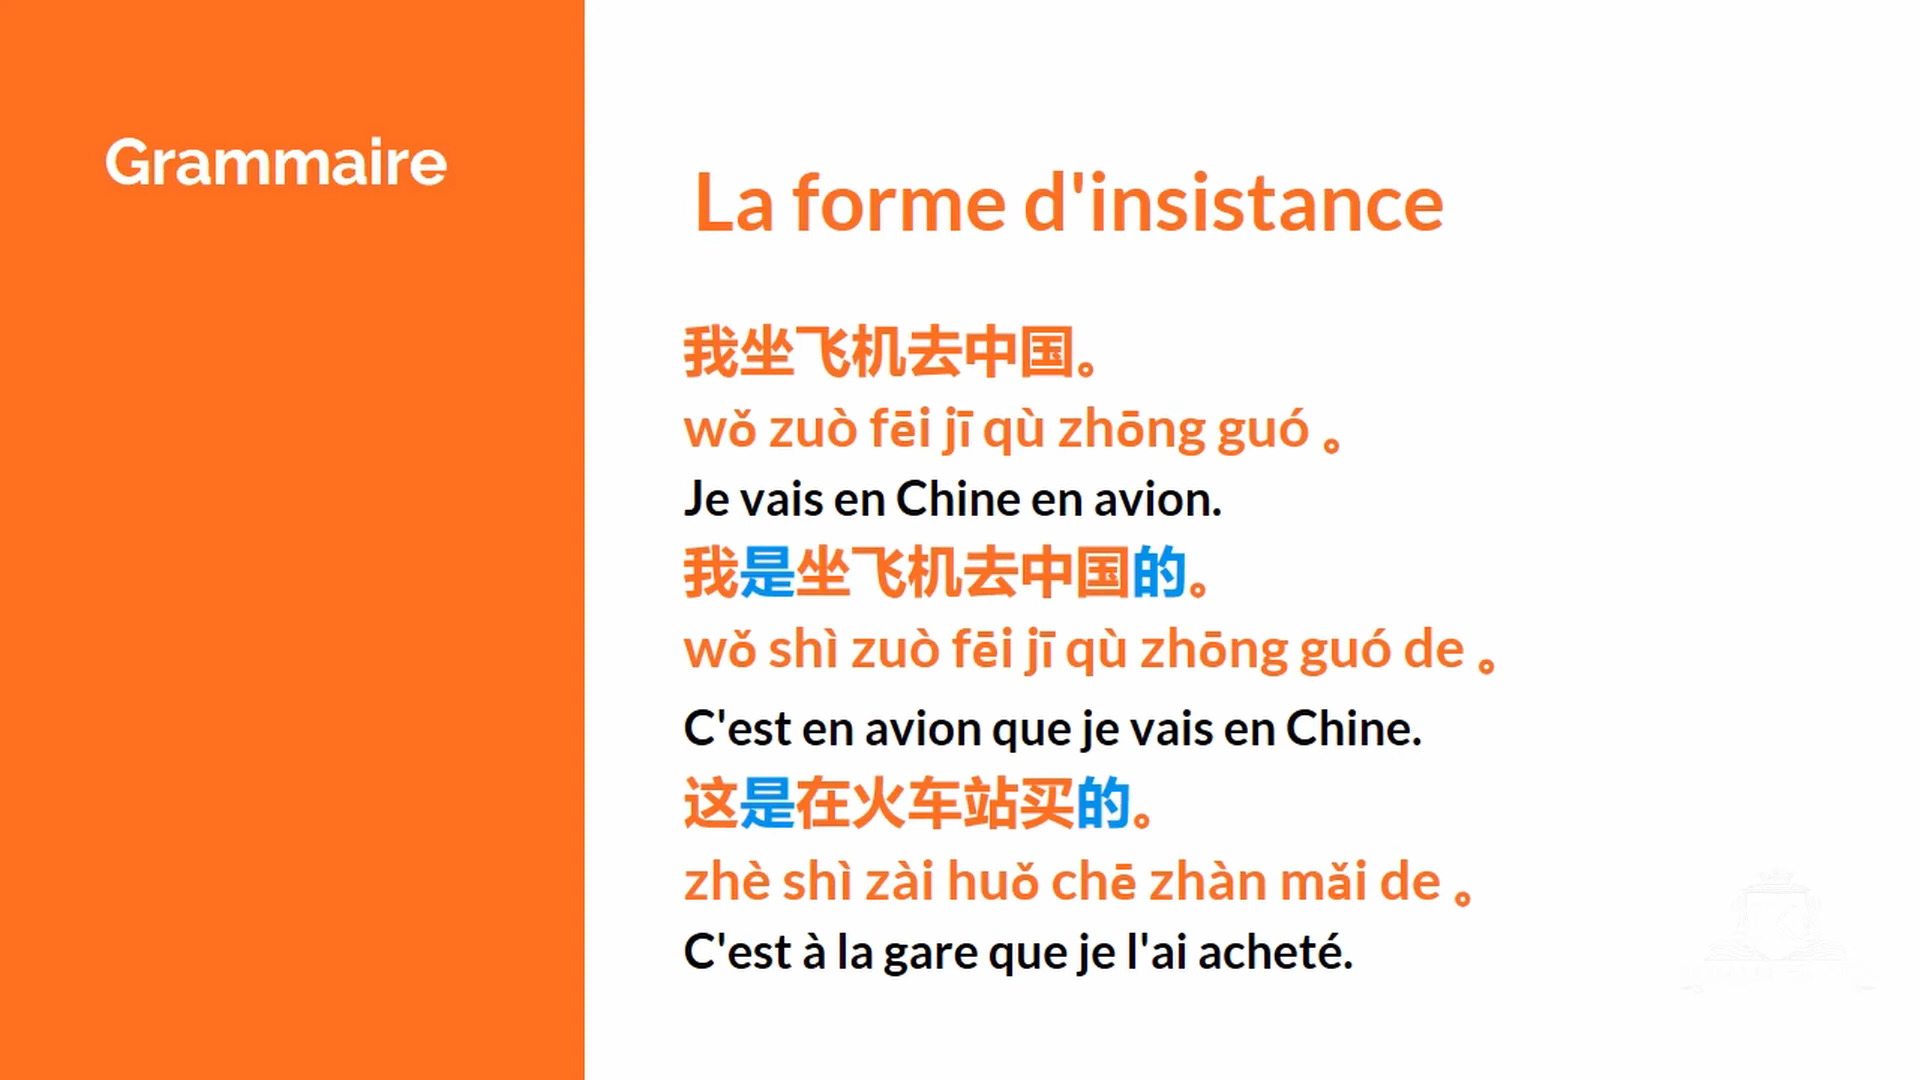 Grammaire
La forme d'insistance
我坐飞机去中国。
wǒ zuò fēi jī qù zhōng guó 。
Je vais en Chine en avion.
我是坐飞机去中国的。
wǒ shì zuò fēi jī qù zhōng guó de 。
C'est en avion que je vais en Chine.
这是在火车站买的。
zhè shì zài huǒ chē zhàn mǎi de 。
C'est à la gare que je l'ai acheté.